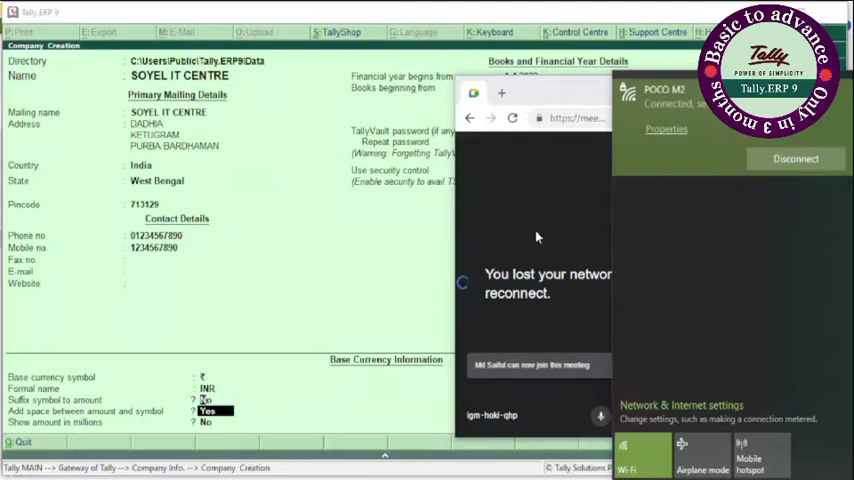 Tally.ERP 9
P: Print E: Export M: E-Mail O: Upload S: TallyShop G: Language K: Keyboard K: Control Centre H: Support Centre
Company Creation
Directory : C:\Users\Public\Tally.ERP9\Data
Name : SOYEL IT CENTRE
Primary Mailing Details
Mailing name : SOYEL IT CENTRE
Address : DADHIA
KETUGRAM
PURBA BARDHAMAN
Country : India
State : West Bengal
Pincode : 713129
Contact Details
Phone no. : 01234567890
Mobile no. : 1234567890
Fax no. :
E-mail :
Website :
Books and Financial Year Details
Financial year begins from
Books beginning from
TallyVault password (if any
Repeat password
(Warning: Forgetting TallyV
Use security control
(Enable security to avail TS
Base Currency Information
Base currency symbol : ₹
Formal name : INR
Suffix symbol to amount ? No
Add space between amount and symbol ? Yes
Show amount in millions ? No
Q: Quit
Tally MAIN --> Gateway of Tally --> Company Info. --> Company Creation
© Tally Solutions P
https://mee...
You lost your networ
reconnect.
Md Saiful can now join this meeting
igm-hoki-qhp
POCO M2
Connected, se
Properties
Disconnect
Network & Internet settings
Change settings, such as making a connection metered.
Wi-Fi
Airplane mode
Mobile
hotspot
Basic to advance
Tally
POWER OF SIMPLICITY
Tally.ERP 9
Only in 3 months